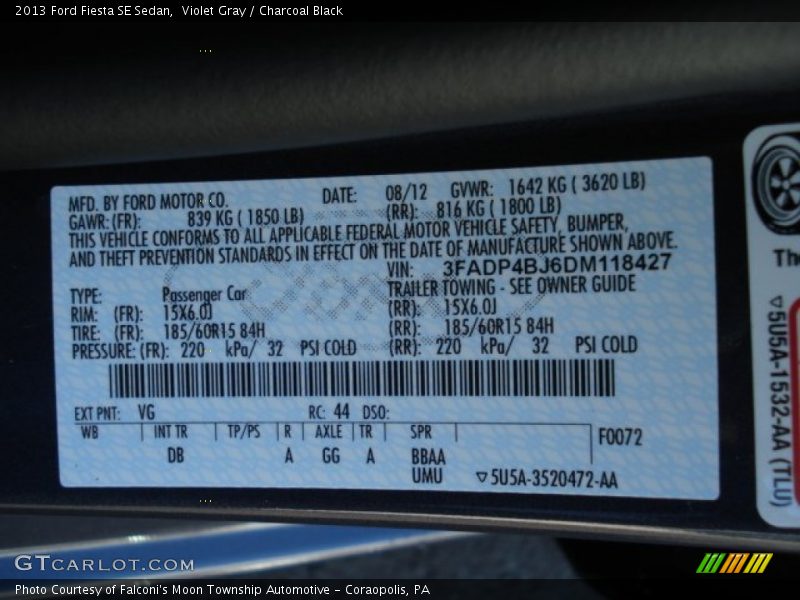 2013 Ford Fiesta SE Sedan,  Violet Gray / Charcoal Black
MFD. BY FORD MOTOR CO. DATE: 08/12 GVWR: 1642 KG ( 3620 LB)
GAWR: (FR): 839 KG ( 1850 LB) (RR): 816 KG ( 1800 LB)
THIS VEHICLE CONFORMS TO ALL APPLICABLE FEDERAL MOTOR VEHICLE SAFETY, BUMPER,
AND THEFT PREVENTION STANDARDS IN EFFECT ON THE DATE OF MANUFACTURE SHOWN ABOVE.
VIN: 3FADP4BJ6DM118427
TYPE: Passenger Car TRAILER TOWING - SEE OWNER GUIDE
RIM: (FR): 15X6.0J (RR): 15X6.0J
TIRE: (FR): 185/60R15 84H (RR): 185/60R15 84H
PRESSURE: (FR): 220 kPa/ 32 PSI COLD (RR): 220 kPa/ 32 PSI COLD
EXT PNT: VG RC: 44 DSO:
WB INT TR TP/PS R AXLE TR SPR F0072
DB A GG A BBAA
UMU ▽5U5A-3520472-AA
The
▽5U5A-1532-AA (TLU)
GTCARLOT.COM
Photo Courtesy of Falconi's Moon Township Automotive - Coraopolis, PA